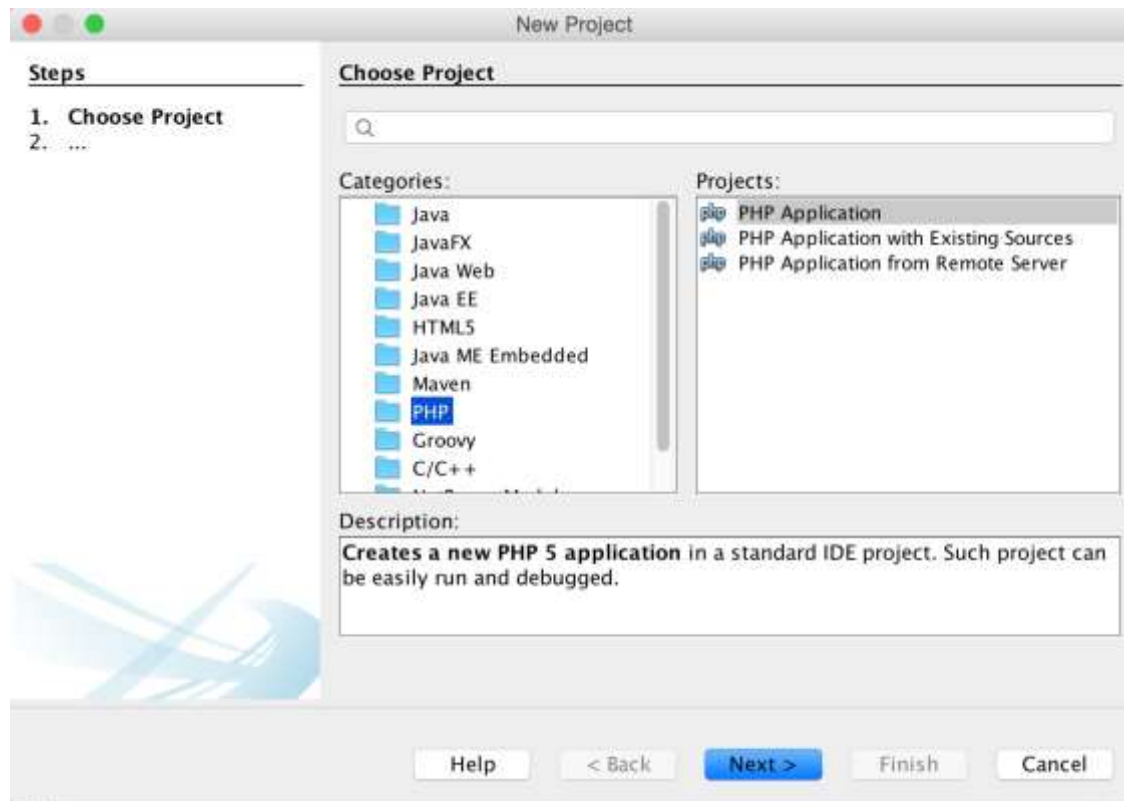 New Project
Steps
1. Choose Project
2. ...
Choose Project
Categories:
Java
JavaFX
Java Web
Java EE
HTML5
Java ME Embedded
Maven
PHP
Groovy
C/C++
Projects:
php PHP Application
php PHP Application with Existing Sources
php PHP Application from Remote Server
Description:
Creates a new PHP 5 application in a standard IDE project. Such project can
be easily run and debugged.
Help
< Back
Next >
Finish
Cancel